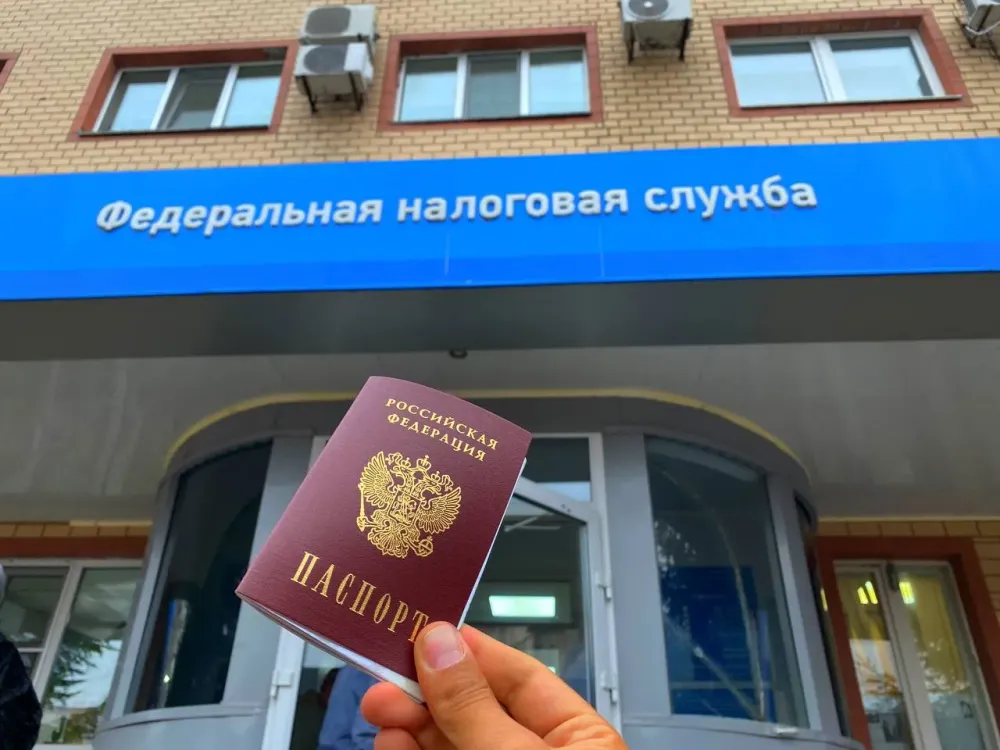 Федеральная налоговая служба
РОССИЙСКАЯ
ФЕДЕРАЦИЯ
ПАСПОРТ